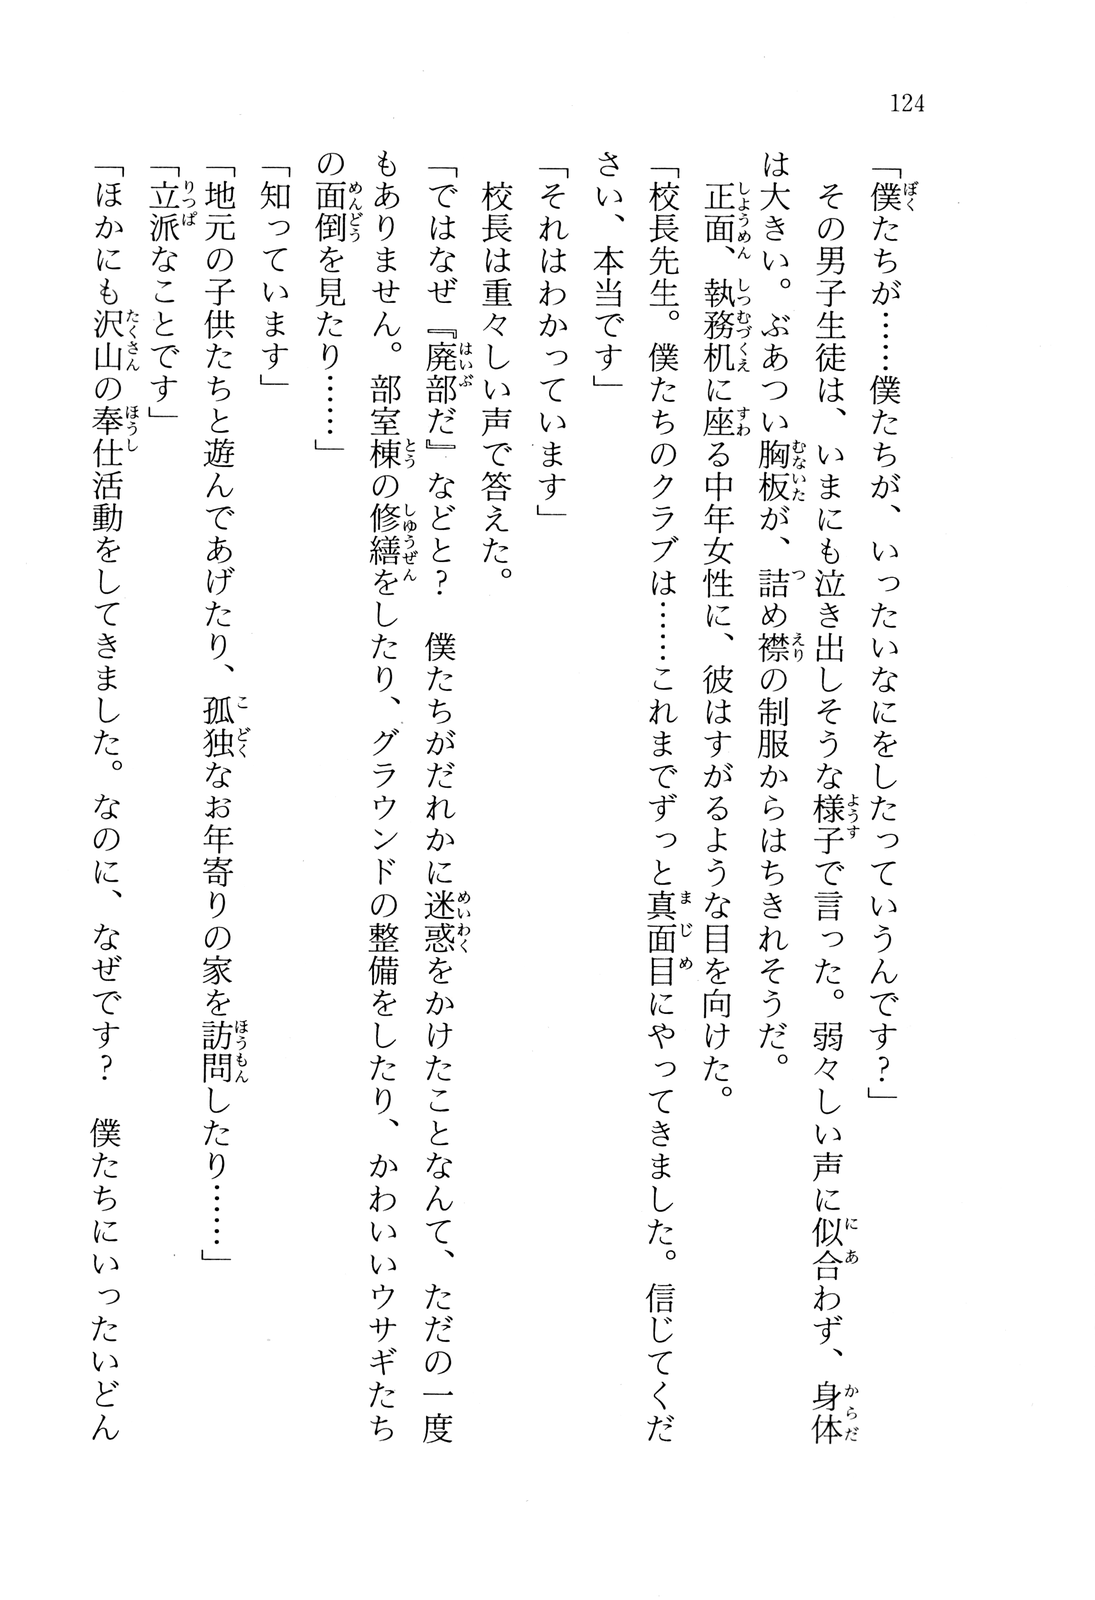 124
「僕たちが……僕たちが、いったいなにをしたっていうんです？」
　その男子生徒は、いまにも泣き出しそうな様子で言った。弱々しい声に似合わず、身体
は大きい。ぶあつい胸板が、詰め襟の制服からはちきれそうだ。
　正面、執務机に座る中年女性に、彼はすがるような目を向けた。
「校長先生。僕たちのクラブは……これまでずっと真面目にやってきました。信じてくだ
さい、本当です」
「それはわかっています」
　校長は重々しい声で答えた。
「ではなぜ『廃部だ』などと？　僕たちがだれかに迷惑をかけたことなんて、ただの一度
もありません。部室棟の修繕をしたり、グラウンドの整備をしたり、かわいいウサギたち
の面倒を見たり……」
「知っています」
「地元の子供たちと遊んであげたり、孤独なお年寄りの家を訪問したり……」
「立派なことです」
「ほかにも沢山の奉仕活動をしてきました。なのに、なぜです？　僕たちにいったいどん